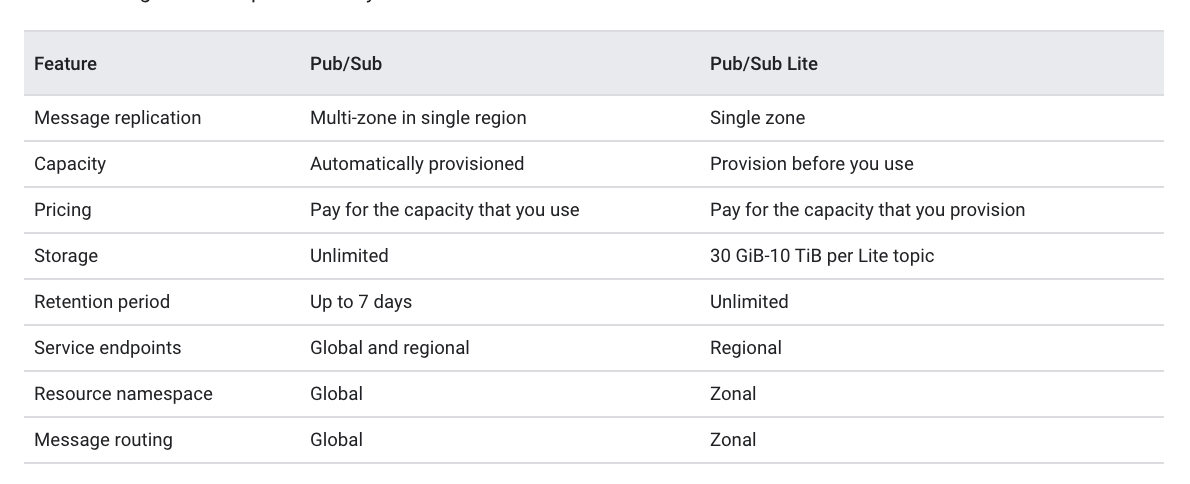 Feature Pub/Sub Pub/Sub Lite
Message replication Multi-zone in single region Single zone
Capacity Automatically provisioned Provision before you use
Pricing Pay for the capacity that you use Pay for the capacity that you provision
Storage Unlimited 30 GiB-10 TiB per Lite topic
Retention period Up to 7 days Unlimited
Service endpoints Global and regional Regional
Resource namespace Global Zonal
Message routing Global Zonal